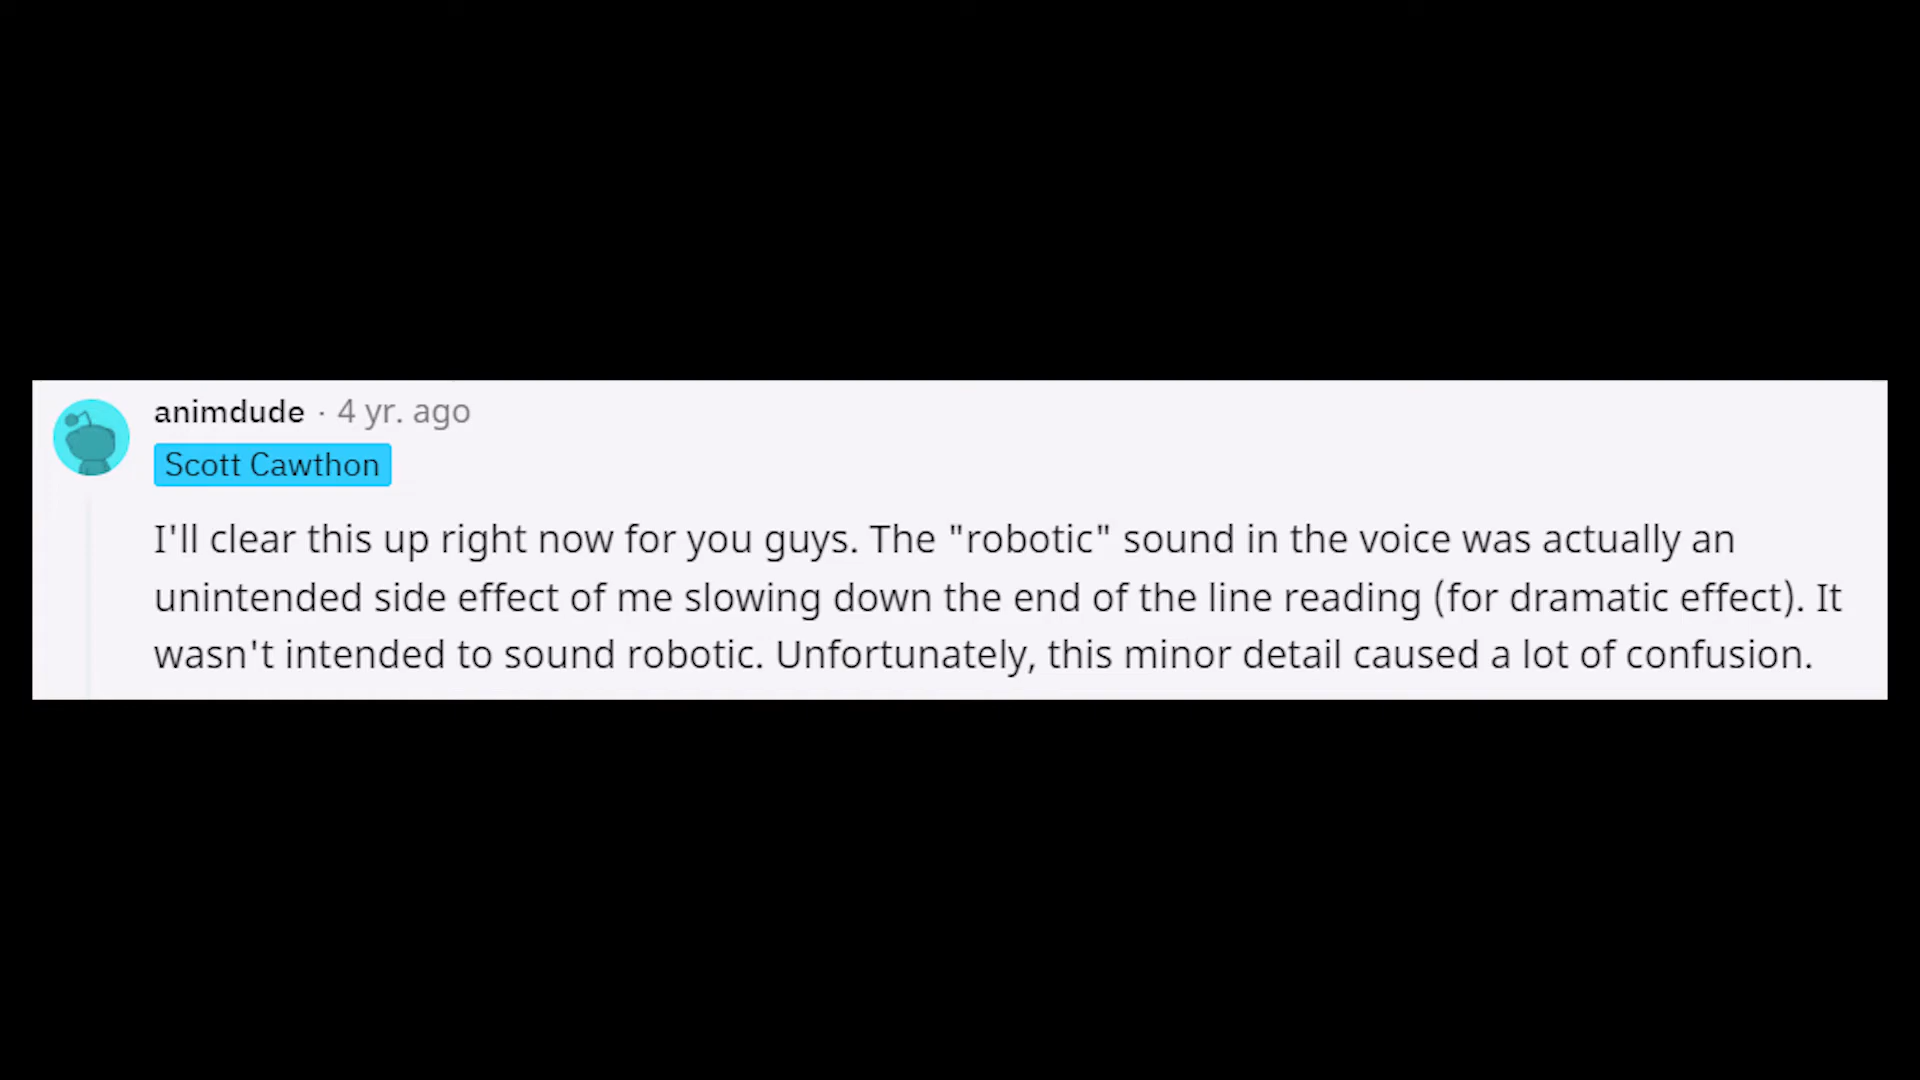 animdude · 4 yr. ago
Scott Cawthon
I'll clear this up right now for you guys. The "robotic" sound in the voice was actually an
unintended side effect of me slowing down the end of the line reading (for dramatic effect). It
wasn't intended to sound robotic. Unfortunately, this minor detail caused a lot of confusion.